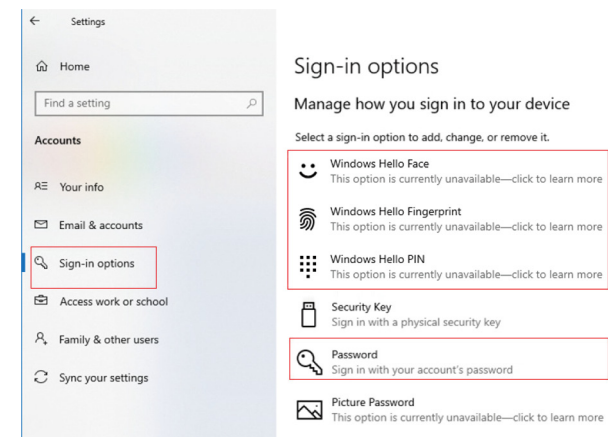 Settings
Home
Find a setting
Accounts
Your info
Email & accounts
Sign-in options
Access work or school
Family & other users
Sync your settings
Sign-in options
Manage how you sign in to your device
Select a sign-in option to add, change, or remove it.
Windows Hello Face
This option is currently unavailable—click to learn more
Windows Hello Fingerprint
This option is currently unavailable—click to learn more
Windows Hello PIN
This option is currently unavailable—click to learn more
Security Key
Sign in with a physical security key
Password
Sign in with your account's password
Picture Password
This option is currently unavailable—click to learn more